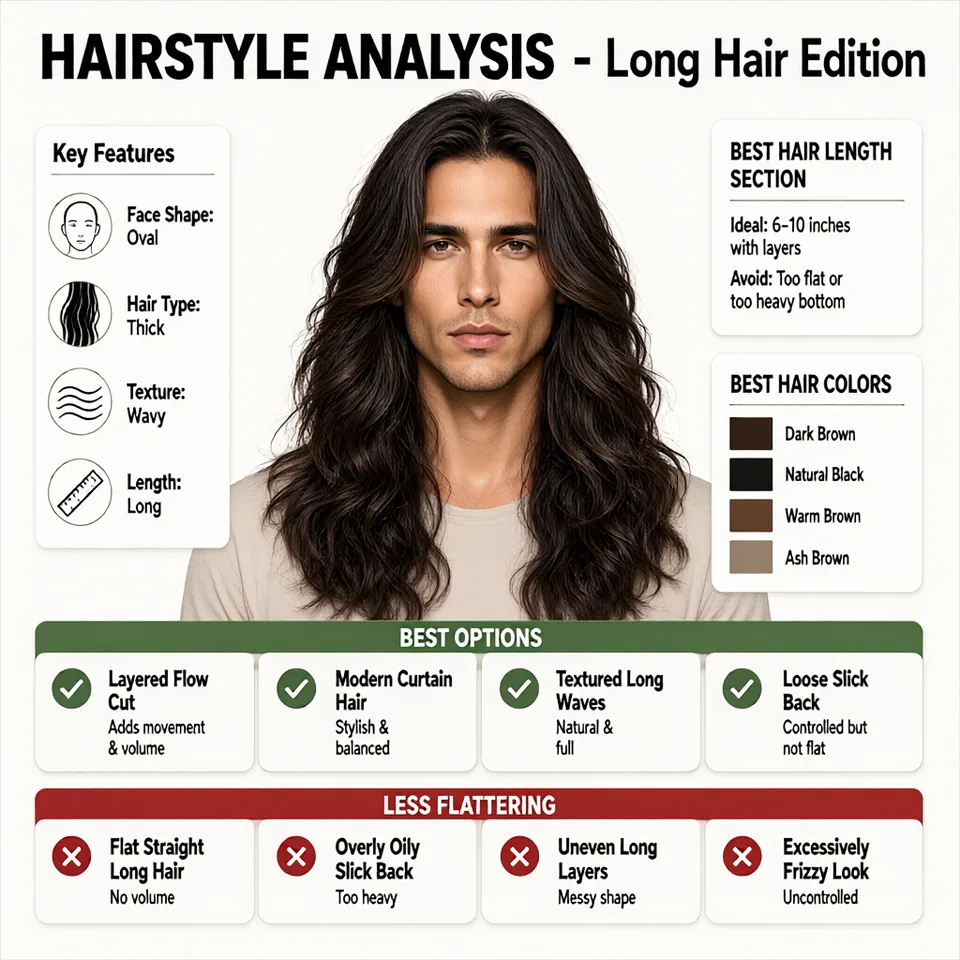 HAIRSTYLE ANALYSIS - Long Hair Edition
Key Features
Face Shape:
Oval
Hair Type:
Thick
Texture:
Wavy
Length:
Long
BEST HAIR LENGTH
SECTION
Ideal: 6–10 inches
with layers
Avoid: Too flat or
too heavy bottom
BEST HAIR COLORS
Dark Brown
Natural Black
Warm Brown
Ash Brown
BEST OPTIONS
Layered Flow
Cut
Adds movement
& volume
Modern Curtain
Hair
Stylish &
balanced
Textured Long
Waves
Natural &
full
Loose Slick
Back
Controlled but
not flat
LESS FLATTERING
Flat Straight
Long Hair
No volume
Overly Oily
Slick Back
Too heavy
Uneven Long
Layers
Messy shape
Excessively
Frizzy Look
Uncontrolled